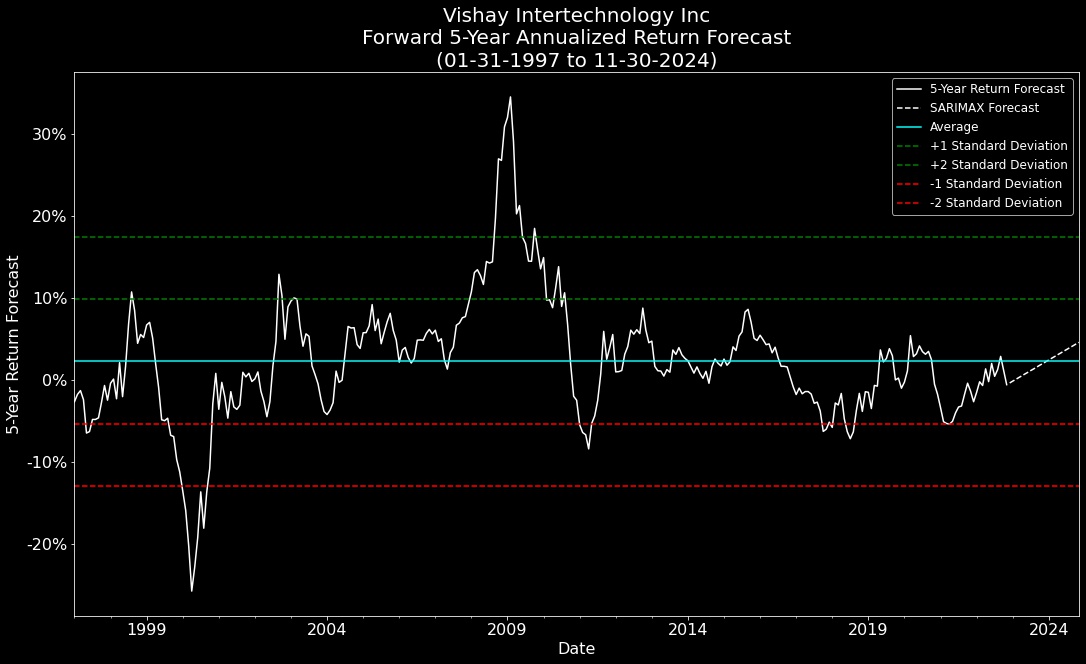 Vishay Intertechnology Inc
Forward 5-Year Annualized Return Forecast
(01-31-1997 to 11-30-2024)
5-Year Return Forecast
SARIMAX Forecast
Average
+1 Standard Deviation
+2 Standard Deviation
-1 Standard Deviation
-2 Standard Deviation
5-Year Return Forecast
30%
20%
10%
0%
-10%
-20%
1999
2004
2009
2014
2019
2024
Date